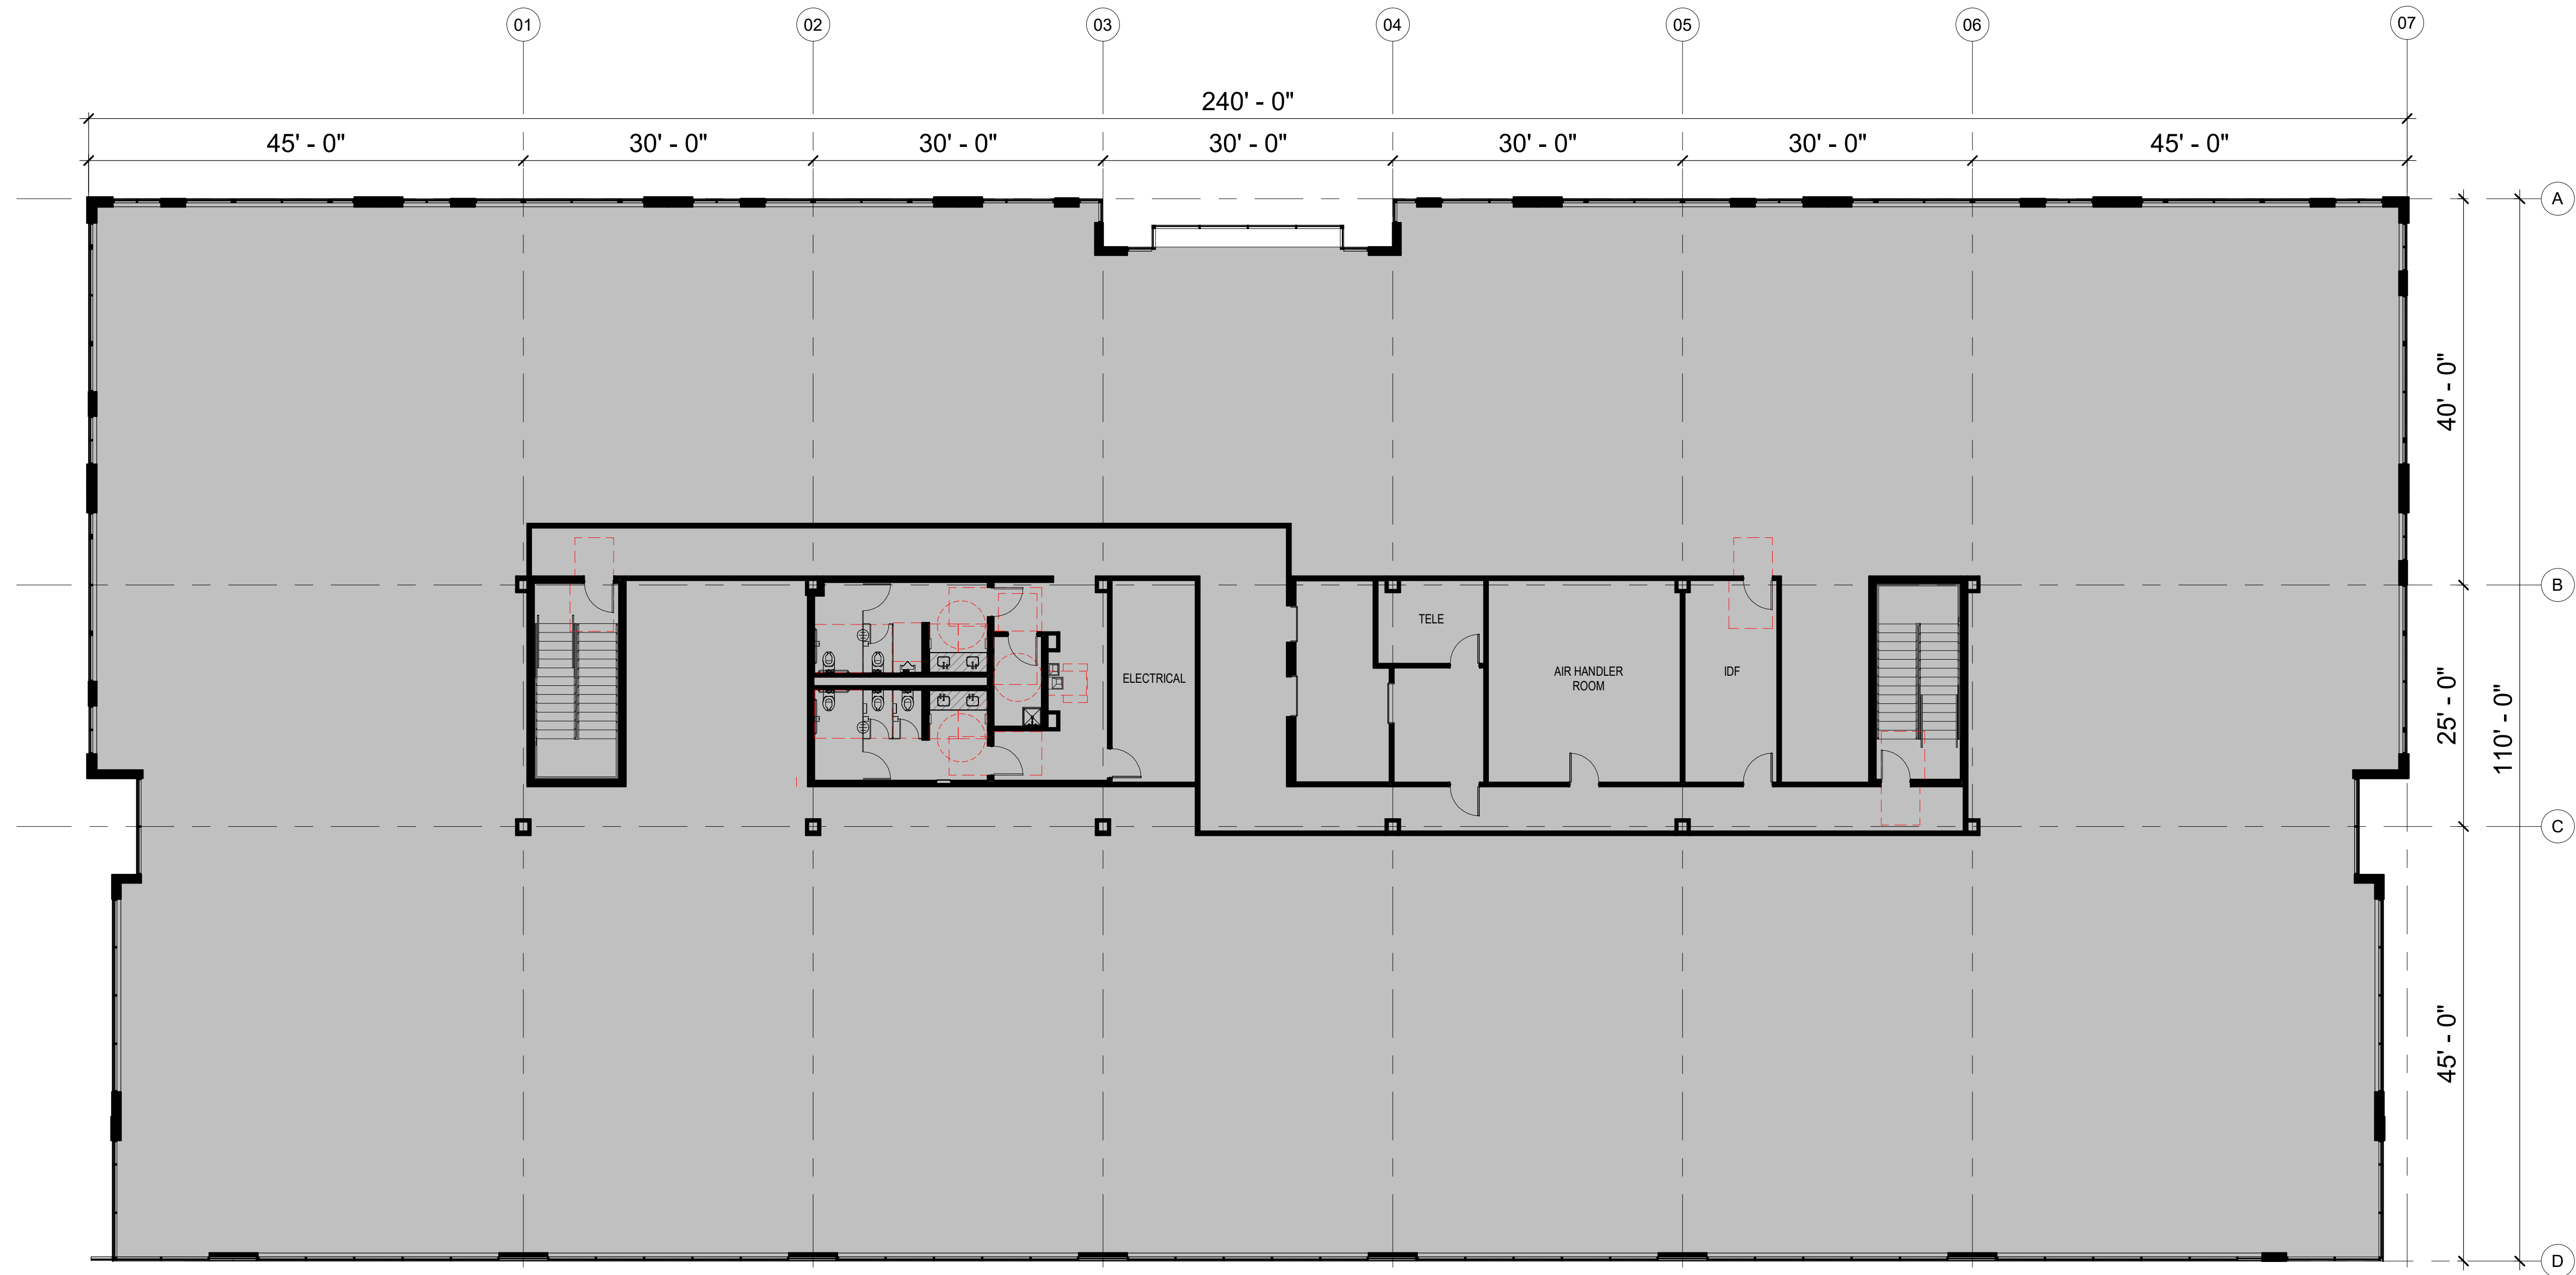 01 02 03 04 05 06 07
240' - 0"
45' - 0" 30' - 0" 30' - 0" 30' - 0" 30' - 0" 30' - 0" 45' - 0"
A
40' - 0"
B
TELE
ELECTRICAL
AIR HANDLER
ROOM
IDF
25' - 0"
110' - 0"
C
45' - 0"
D